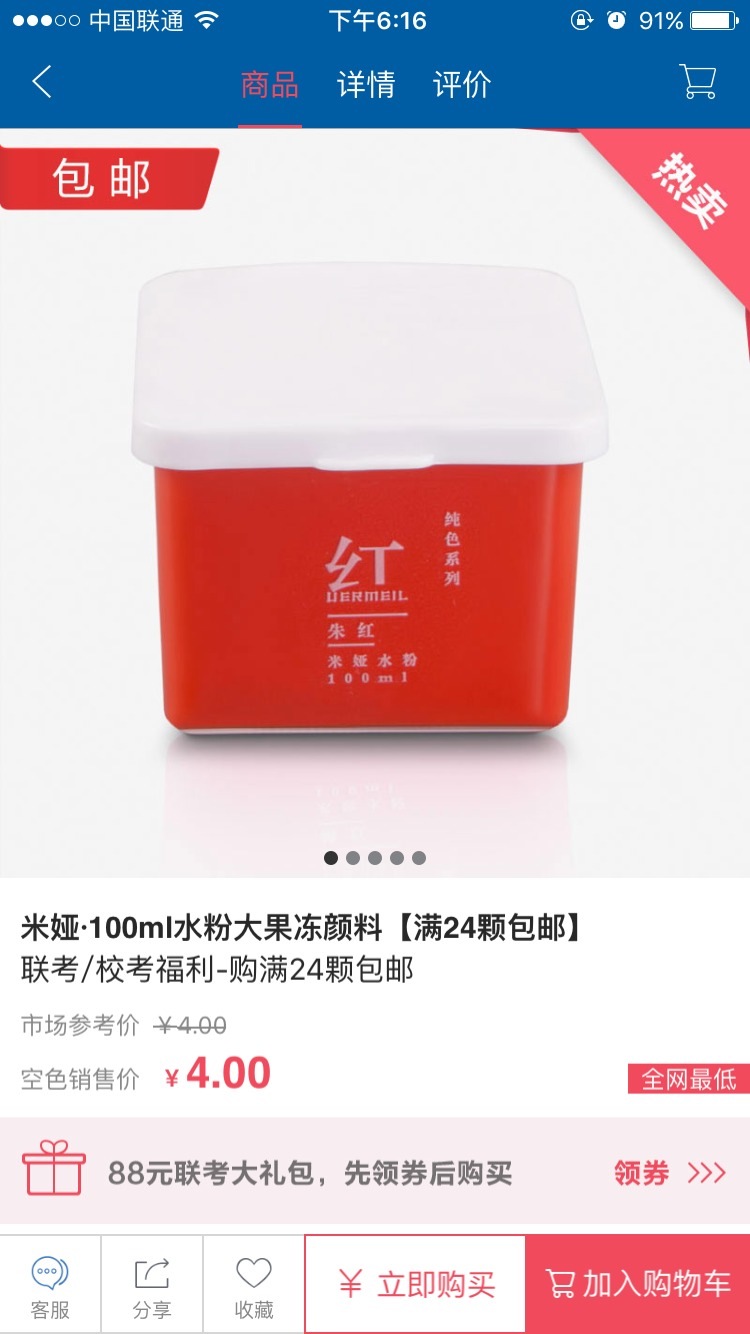 中国联通
下午6:16
91%
商品 详情 评价
包邮
热卖
纯色系列
红
VERMEIL
朱红
米娅水粉
100ml
米娅·100ml水粉大果冻颜料【满24颗包邮】
联考/校考福利-购满24颗包邮
市场参考价 ¥4.00
空色销售价 ¥4.00
全网最低
88元联考大礼包，先领券后购买
领券 >>>
客服 分享 收藏 ¥ 立即购买 加入购物车